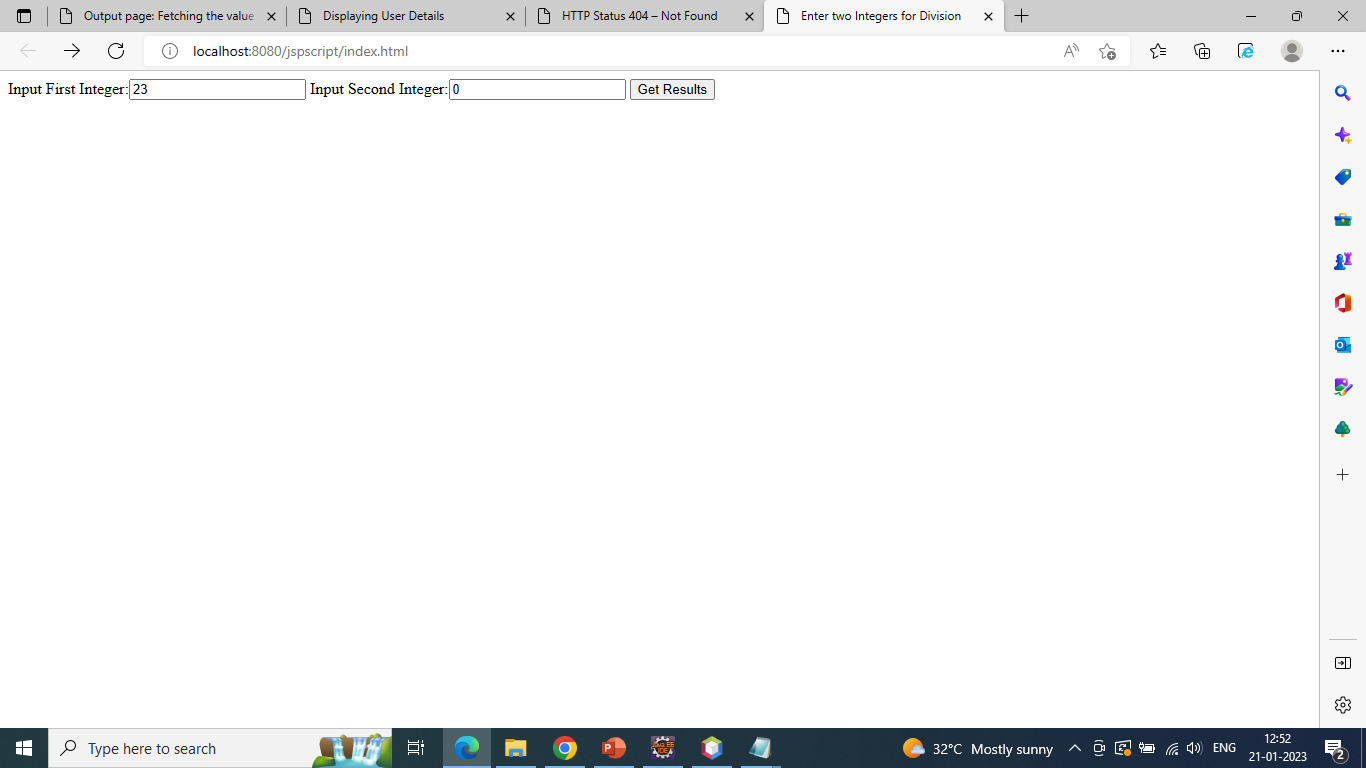 Output page: Fetching the value
Displaying User Details
HTTP Status 404 – Not Found
Enter two Integers for Division
localhost:8080/jspscript/index.html
Input First Integer: 23 Input Second Integer: 0 Get Results
Type here to search
32°C Mostly sunny
ENG
12:52
21-01-2023
2